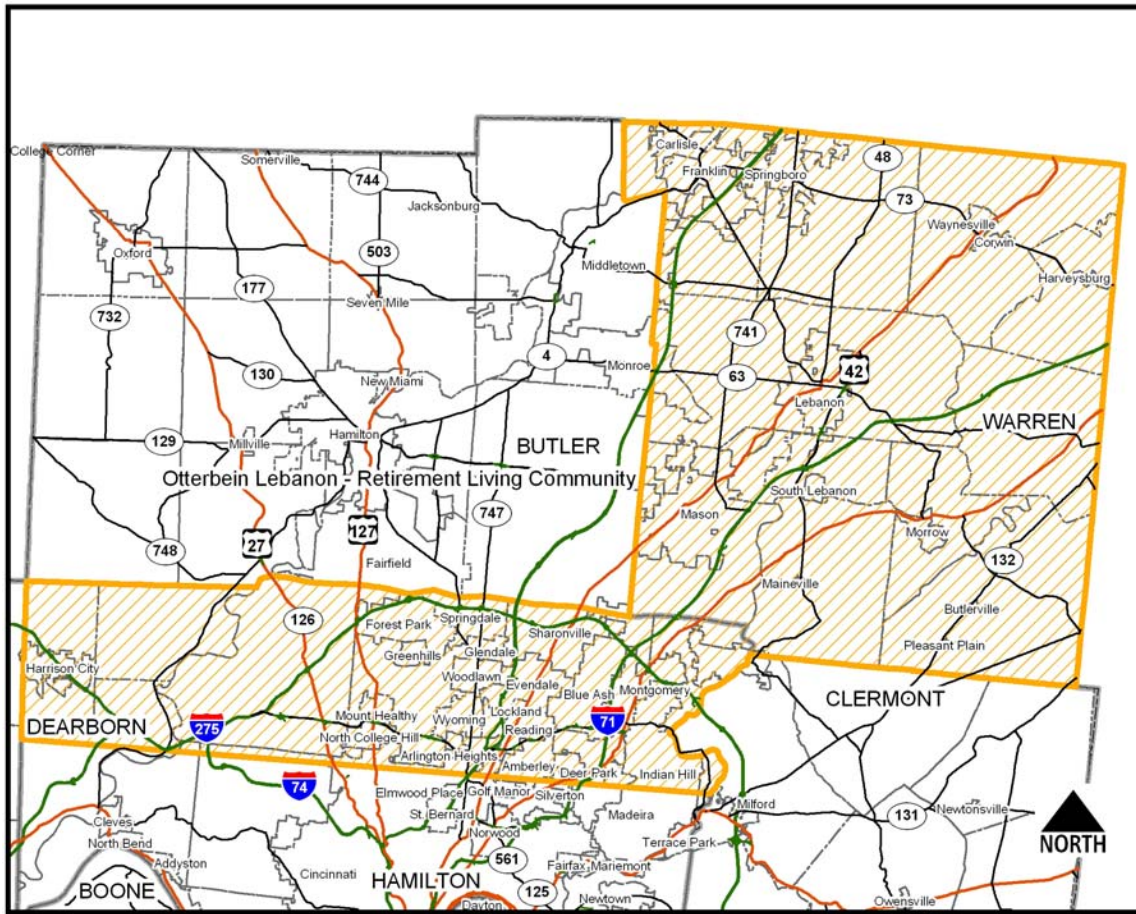 Carlisle
College Corner
Somerville
744
Franklin
Springboro
48
73
Jacksonburg
Waynesville
Corwin
Oxford
503
Middletown
Harveysburg
177
Seven Mile
732
741
4
Monroe
63
42
130
New Miami
Lebanon
129
Millville
Hamilton
BUTLER
WARREN
Otterbein Lebanon - Retirement Living Community
South Lebanon
747
Mason
Morrow
748
27
127
Fairfield
132
Maineville
Butlerville
126
Forest Park
Springdale
Sharonville
Pleasant Plain
Greenhills
Glendale
Harrison City
Woodlawn
Evendale
Blue Ash
Montgomery
CLERMONT
DEARBORN
275
Mount Healthy
Wyoming
Lockland
71
North College Hill
Reading
Arlington Heights
Amberley
Deer Park
Indian Hill
74
Elmwood Place
Golf Manor
Silverton
Milford
St. Bernard
Madeira
131
Newtonsville
Cleves
Norwood
North Bend
Terrace Park
NORTH
Addyston
561
Fairfax
Mariemont
Cincinnati
HAMILTON
BOONE
125
Newtown
Dayton
Owensville